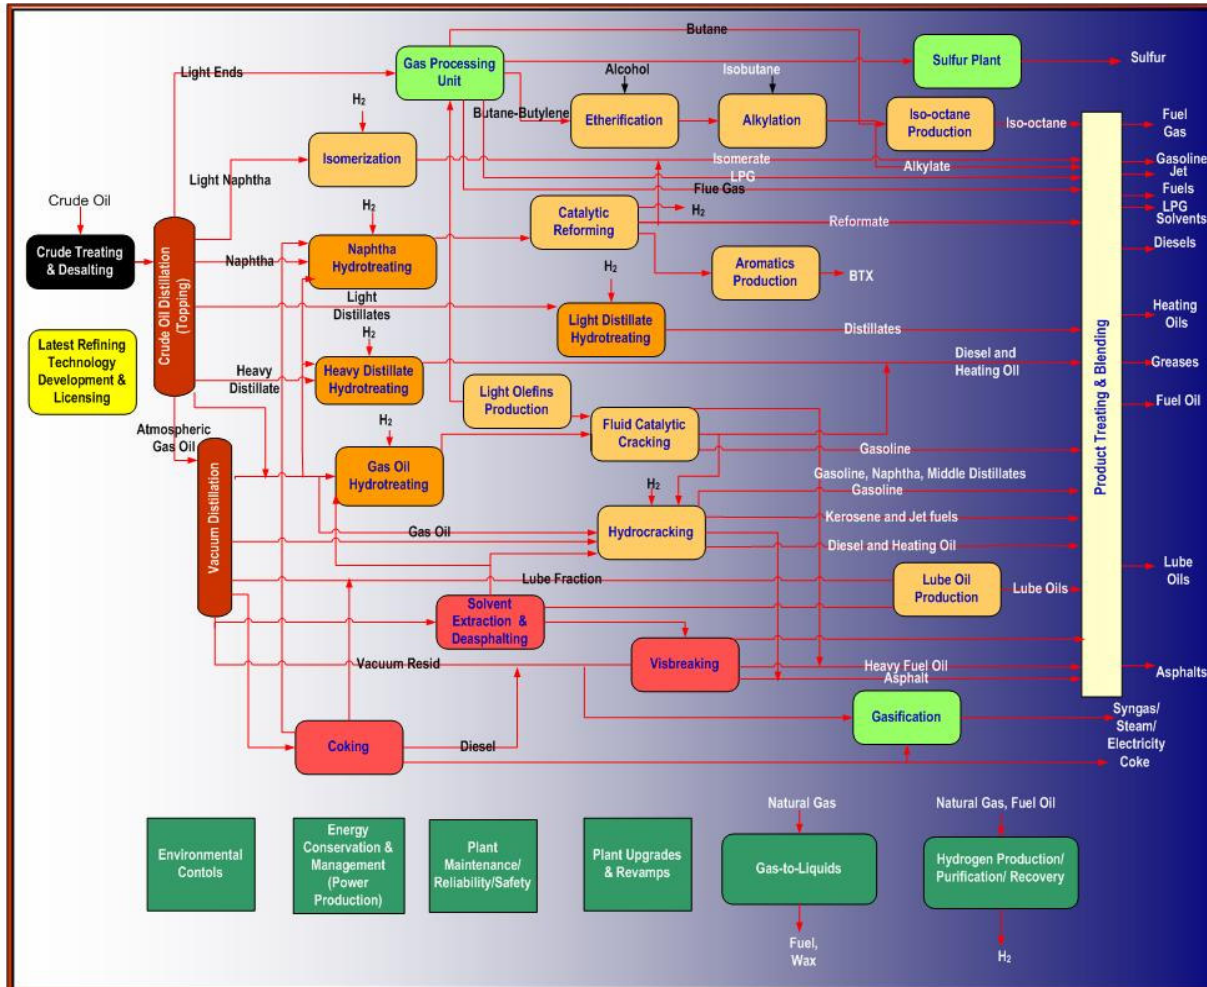 Butane
Light Ends
Gas Processing
Unit
Alcohol
Isobutane
Sulfur Plant
Sulfur
H2
Butane-Butylene
Etherification
Alkylation
Iso-octane
Production
Iso-octane
Fuel
Gas
Isomerization
Isomerate
Alkylate
Gasoline
Light Naphtha
LPG
Jet
Flue Gas
Fuels
Crude Oil
H2
Catalytic
Reforming
H2
Reformate
LPG
Solvents
Crude Treating
& Desalting
Crude Oil Distillation
(Topping)
Naphtha
Naphtha
Hydrotreating
H2
Aromatics
Production
BTX
Diesels
Light
Distillates
Light Distillate
Hydrotreating
Distillates
Heating
Oils
H2
Latest Refining
Technology
Development &
Licensing
Heavy
Distillate
Heavy Distillate
Hydrotreating
Diesel and
Heating OIl
Greases
Light Olefins
Production
Fluid Catalytic
Cracking
Fuel Oil
Product Treating & Blending
H2
Atmospheric
Gas Oil
Gas Oil
Hydrotreating
Gasoline
Vacuum Distillation
Gasoline, Naphtha, Middle Distillates
H2
Gasoline
Gas Oil
Hydrocracking
Kerosene and Jet fuels
Diesel and Heating Oil
Lube Fraction
Lube Oil
Production
Lube Oils
Lube
Oils
Solvent
Extraction &
Deasphalting
Vacuum Resid
Visbreaking
Heavy Fuel Oil
Asphalt
Asphalts
Gasification
Syngas/
Steam/
Electricity
Coking
Diesel
Coke
Natural Gas
Natural Gas, Fuel Oil
Environmental
Contols
Energy
Conservation &
Management
(Power
Production)
Plant
Maintenance/
Reliability/Safety
Plant Upgrades
& Revamps
Gas-to-Liquids
Hydrogen Production/
Purification/ Recovery
Fuel,
Wax
H2